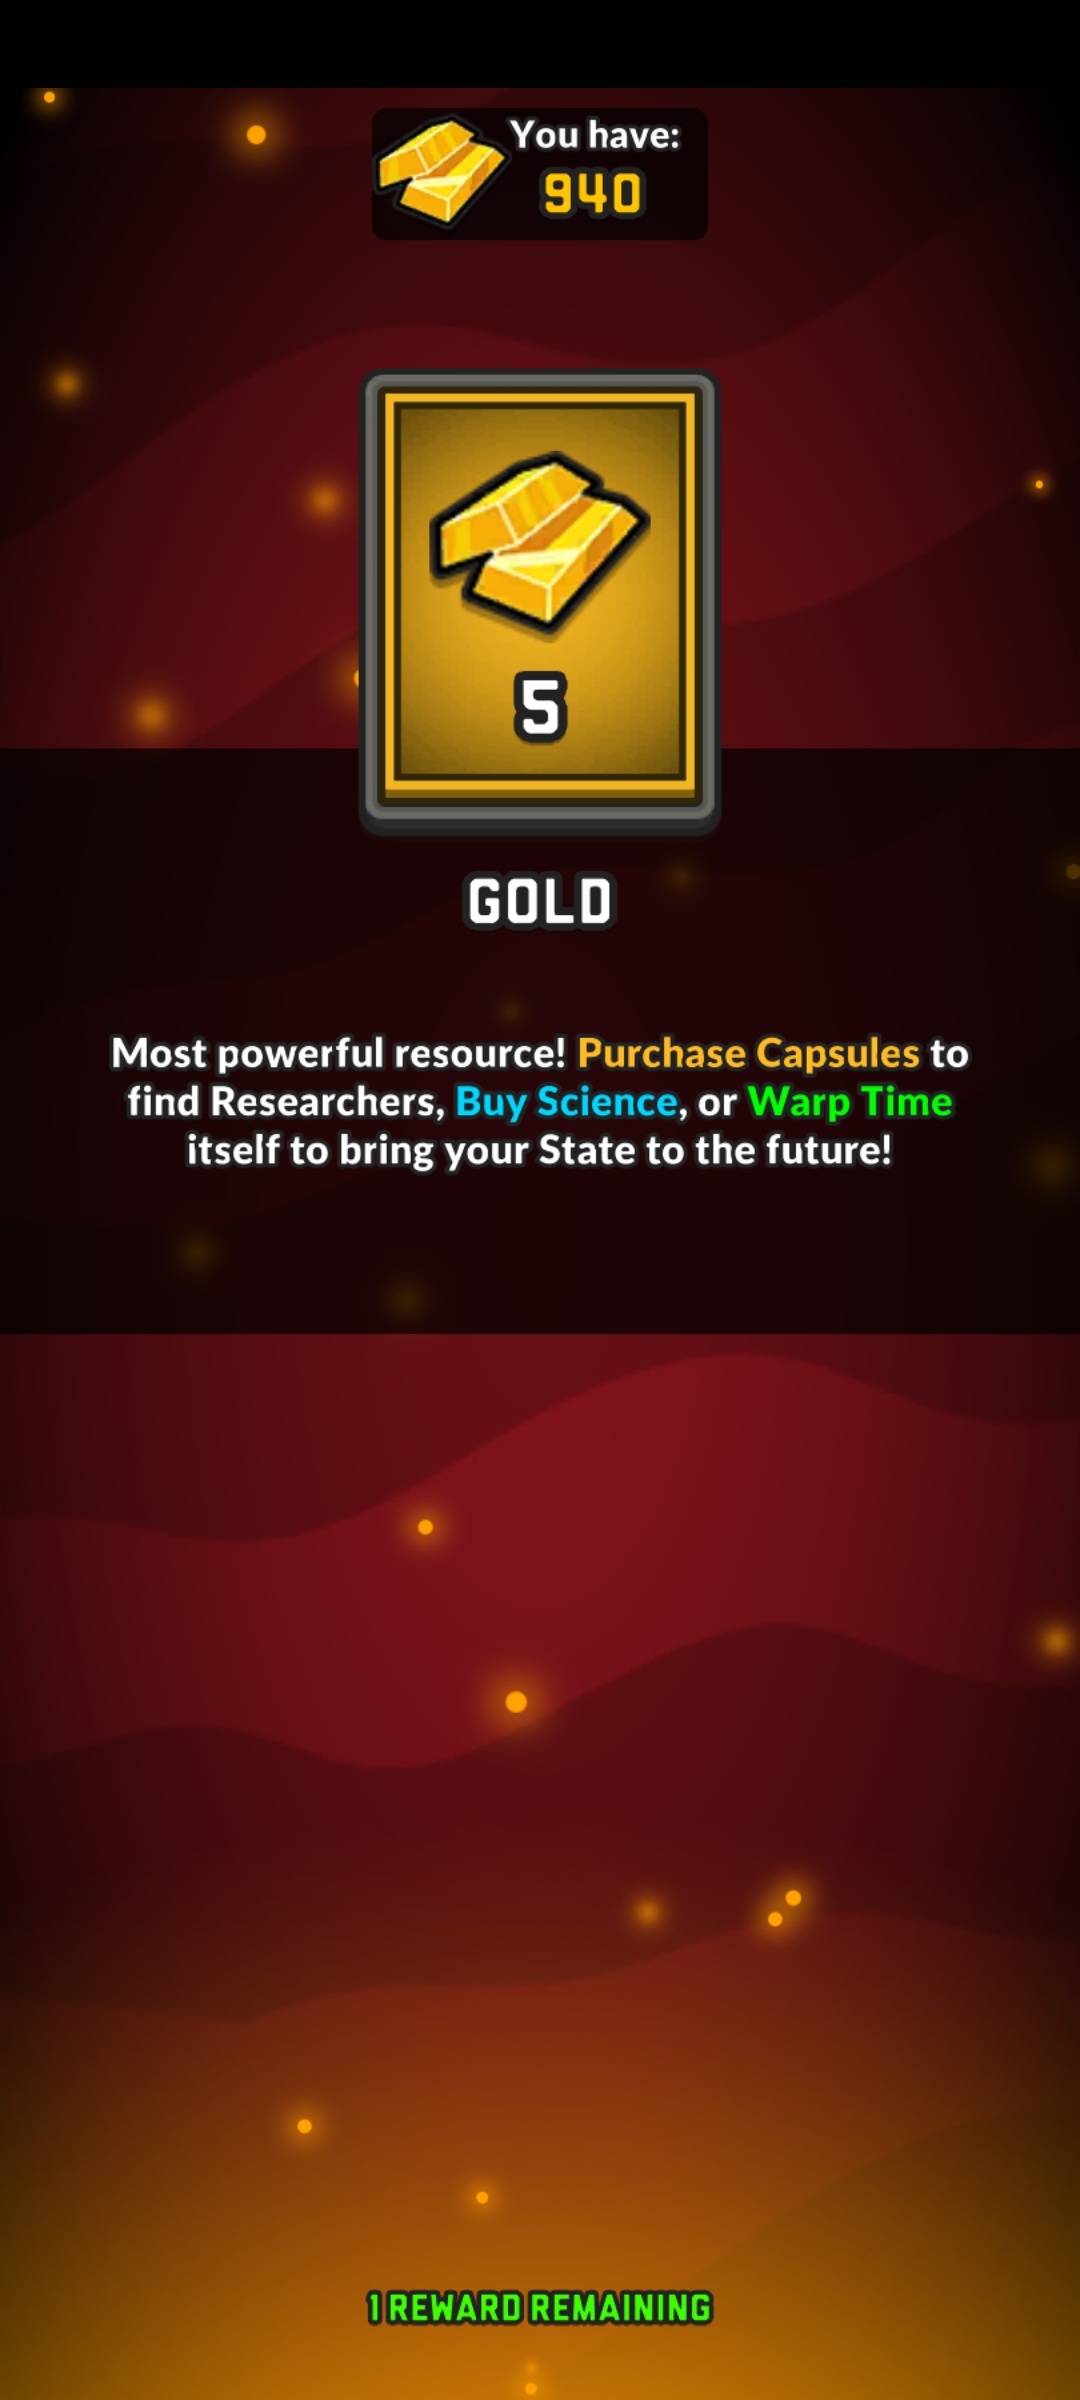 You have:
940
5
GOLD
Most powerful resource! Purchase Capsules to
find Researchers, Buy Science, or Warp Time
itself to bring your State to the future!
1 REWARD REMAINING